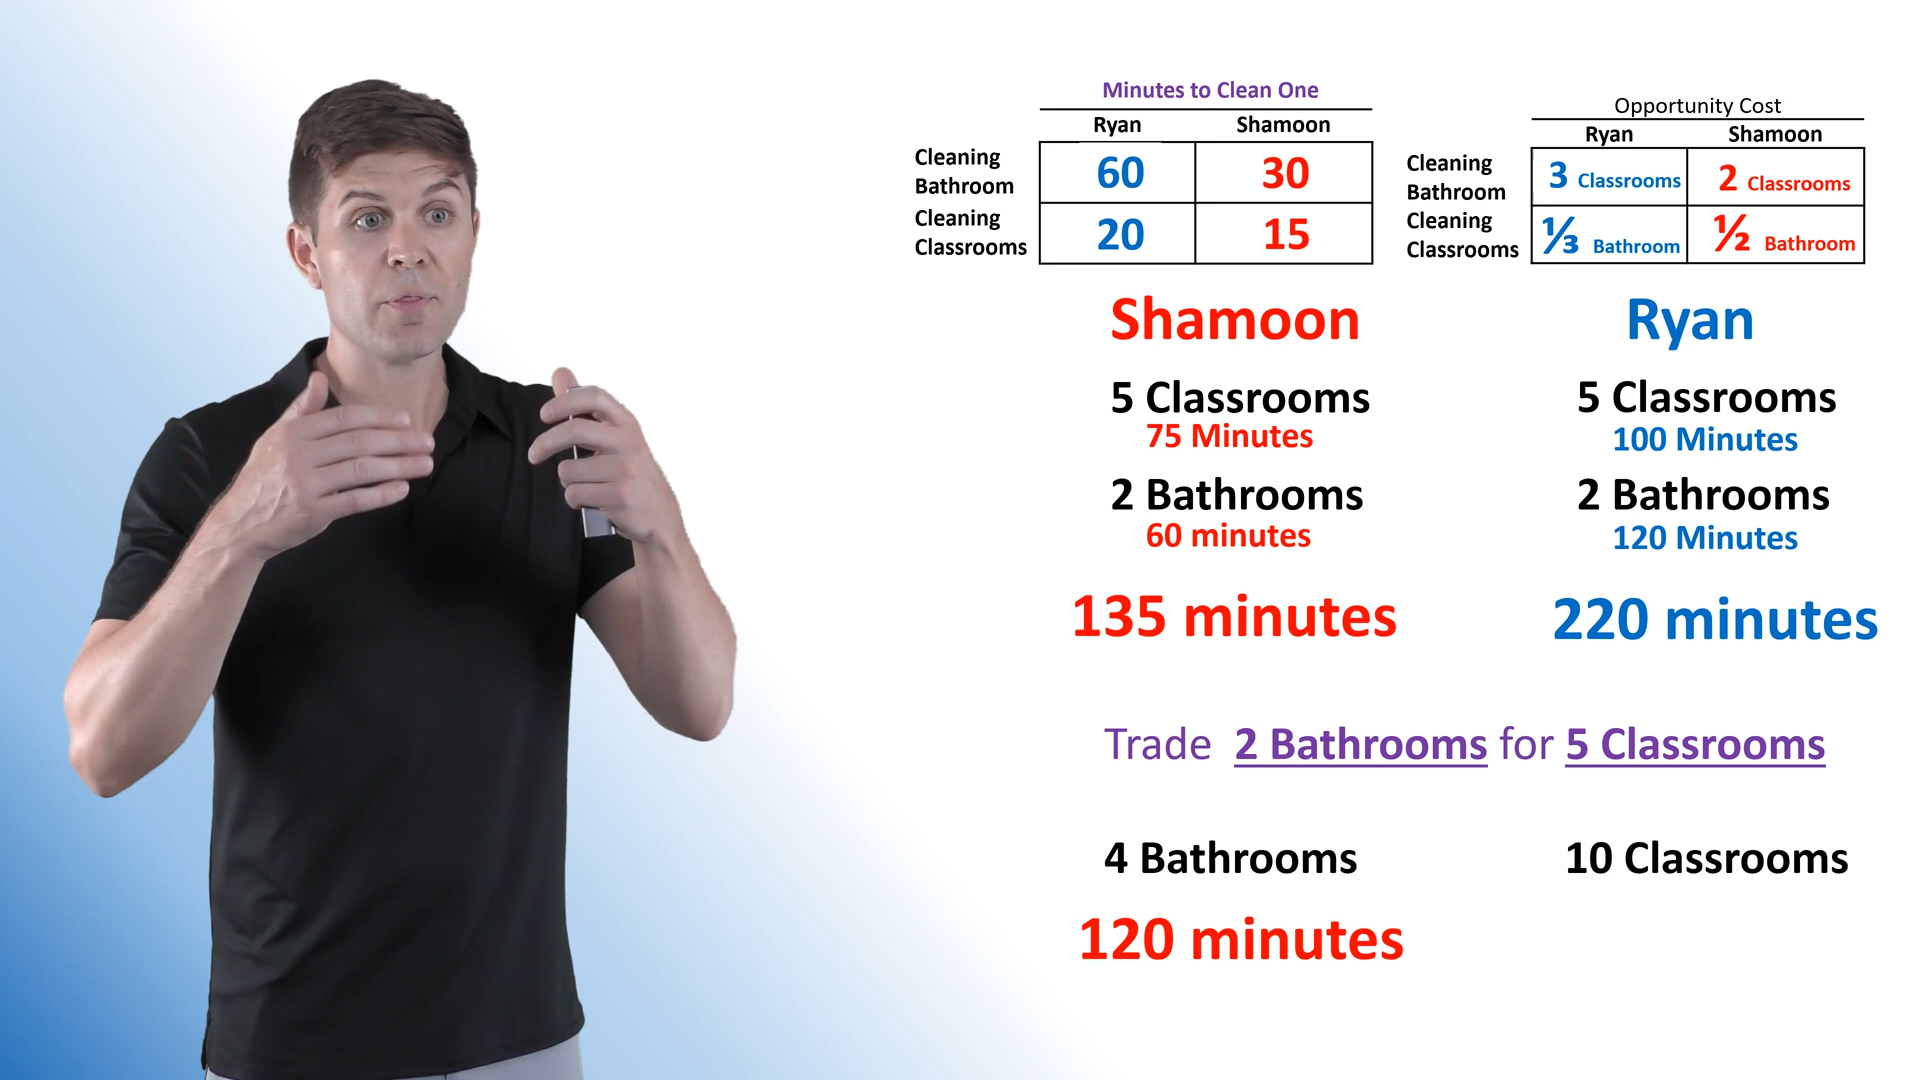 Minutes to Clean One
Ryan Shamoon
Cleaning Bathroom 60 30
Cleaning Classrooms 20 15
Opportunity Cost
Ryan Shamoon
Cleaning Bathroom 3 Classrooms 2 Classrooms
Cleaning Classrooms ⅓ Bathroom ½ Bathroom
Shamoon
5 Classrooms
75 Minutes
2 Bathrooms
60 minutes
135 minutes
Ryan
5 Classrooms
100 Minutes
2 Bathrooms
120 Minutes
220 minutes
Trade 2 Bathrooms for 5 Classrooms
4 Bathrooms
120 minutes
10 Classrooms